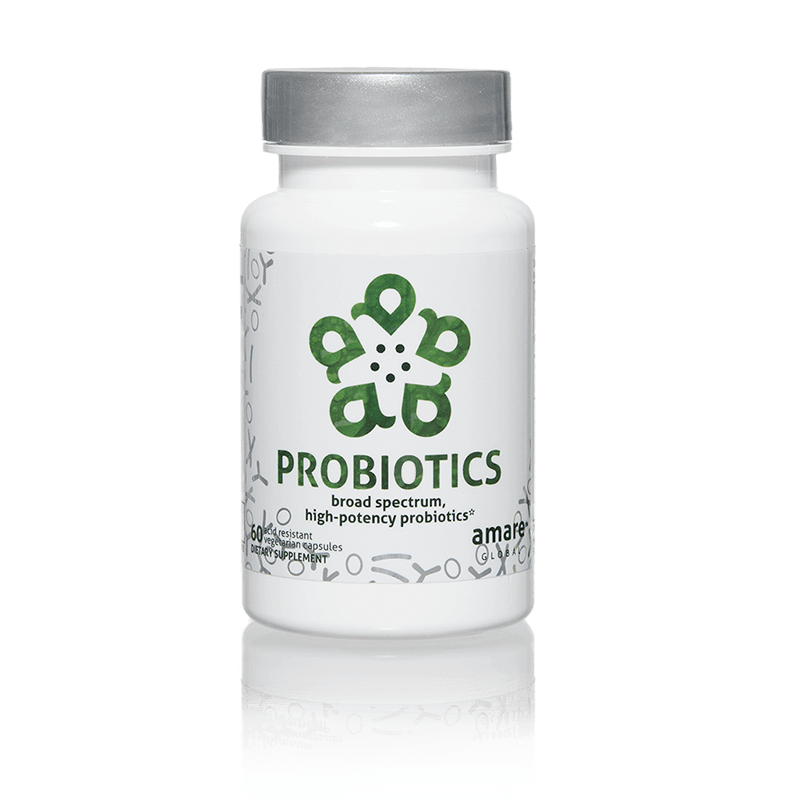 PROBIOTICS
broad spectrum,
high-potency probiotics☆
60 acid resistant
vegetarian capsules
DIETARY SUPPLEMENT
amare
GLOBAL